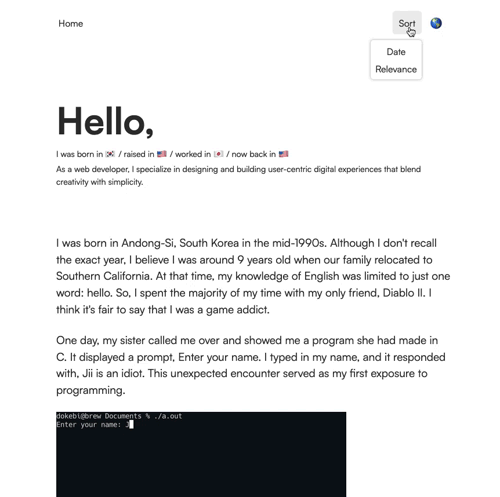 Home
Sort
Date
Relevance
Hello,
I was born in 🇰🇷 / raised in 🇺🇸 / worked in 🇯🇵 / now back in 🇺🇸
As a web developer, I specialize in designing and building user-centric digital experiences that blend
creativity with simplicity.
I was born in Andong-Si, South Korea in the mid-1990s. Although I don't recall
the exact year, I believe I was around 9 years old when our family relocated to
Southern California. At that time, my knowledge of English was limited to just one
word: hello. So, I spent the majority of my time with my only friend, Diablo II. I
think it's fair to say that I was a game addict.
One day, my sister called me over and showed me a program she had made in
C. It displayed a prompt, Enter your name. I typed in my name, and it responded
with, Jii is an idiot. This unexpected encounter served as my first exposure to
programming.
dokebi@brew Documents % ./a.out
Enter your name: J